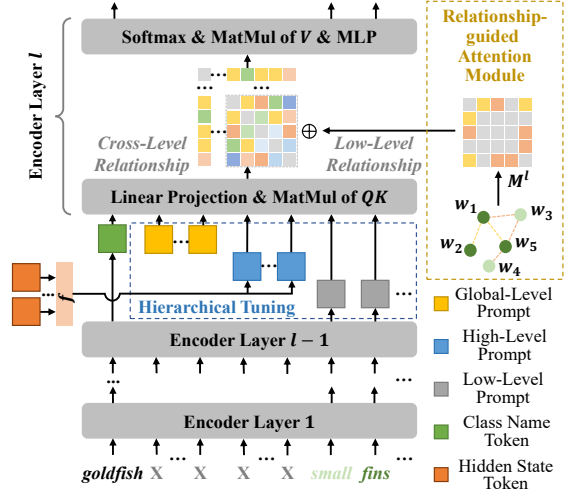 Softmax & MatMul of V & MLP
Relationship-
guided
Attention
Module
Encoder Layer l
...
...
...
...
Cross-Level
Relationship
⊕
Low-Level
Relationship
M^l
Linear Projection & MatMul of QK
w₁
w₃
w₂
w₅
w₄
...
...
...
f
Hierarchical Tuning
...
Global-Level
Prompt
Encoder Layer l − 1
High-Level
Prompt
...
...
Low-Level
Prompt
Encoder Layer 1
Class Name
Token
...
...
...
goldfish X X X X small fins
Hidden State
Token